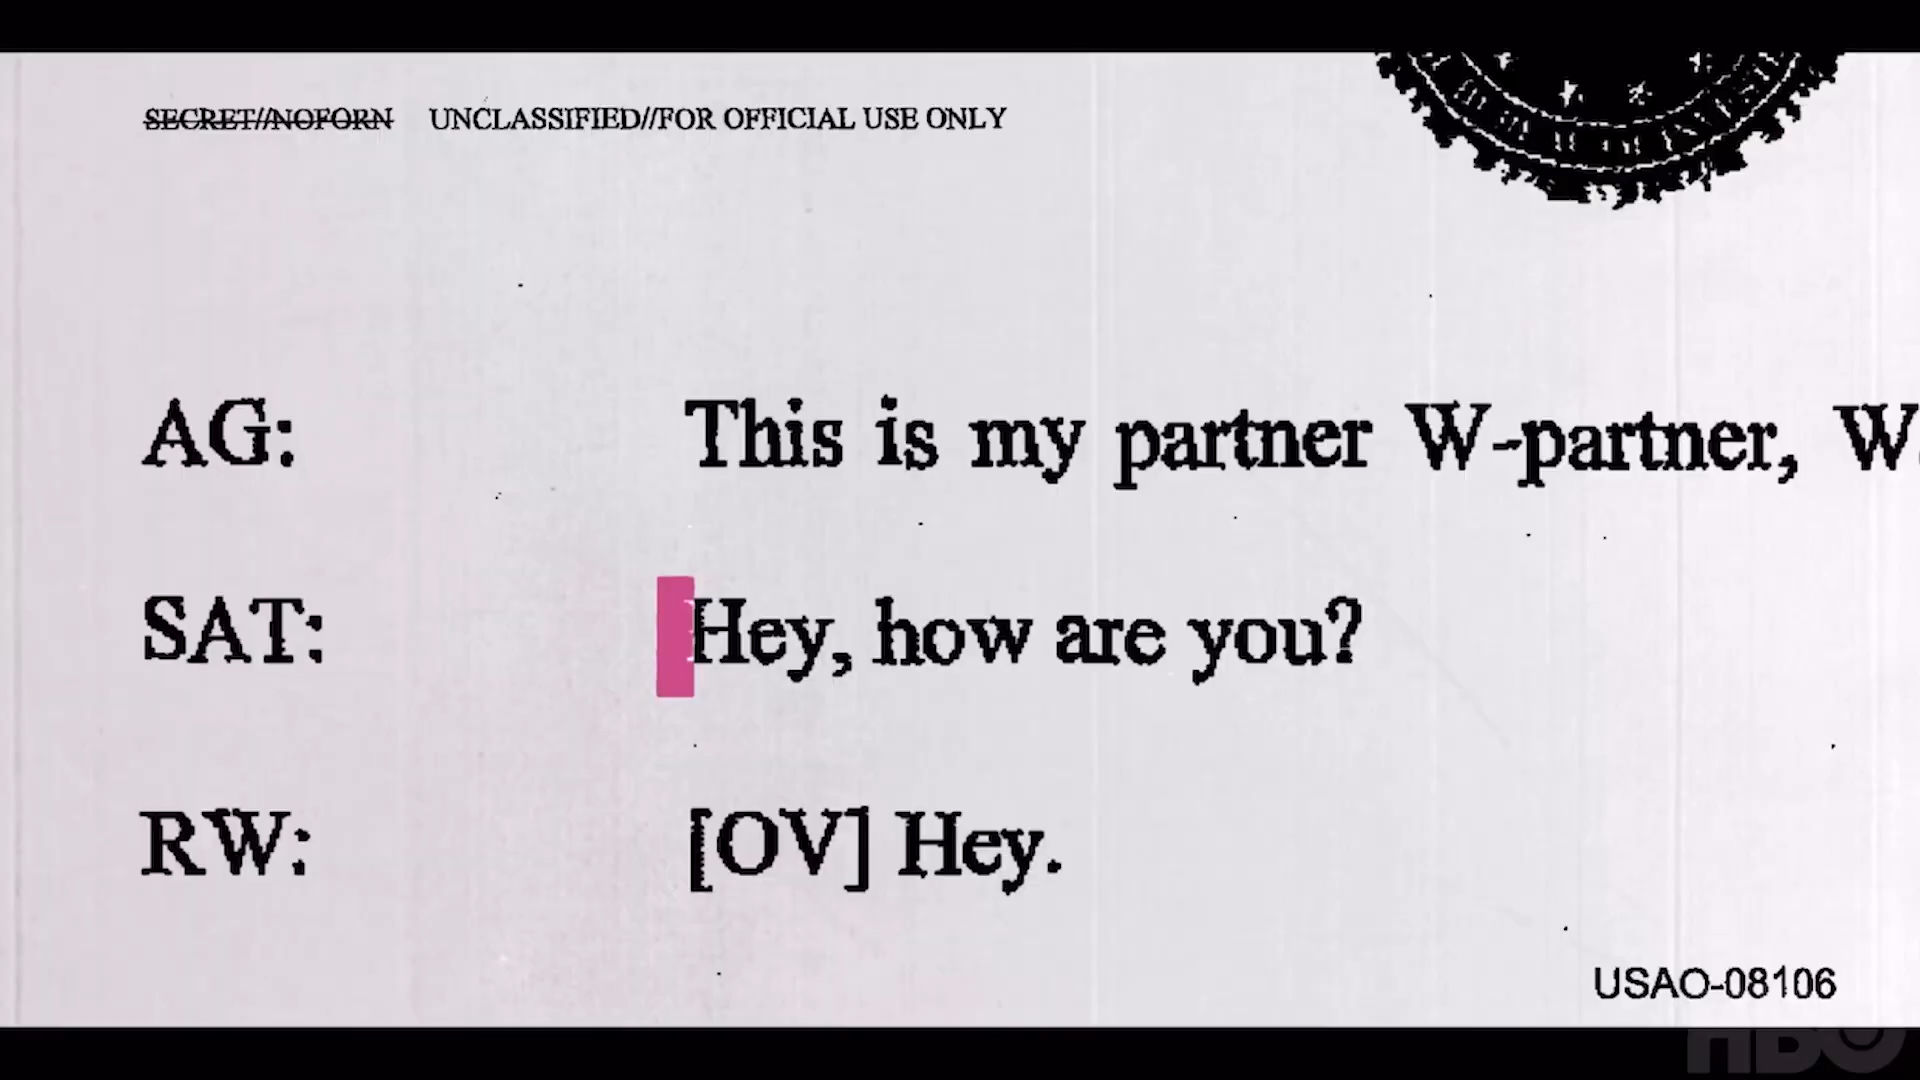 SECRET//NOFORN UNCLASSIFIED//FOR OFFICIAL USE ONLY
AG: This is my partner W-partner, W
SAT: Hey, how are you?
RW: [OV] Hey.
USAO-08106
HBO